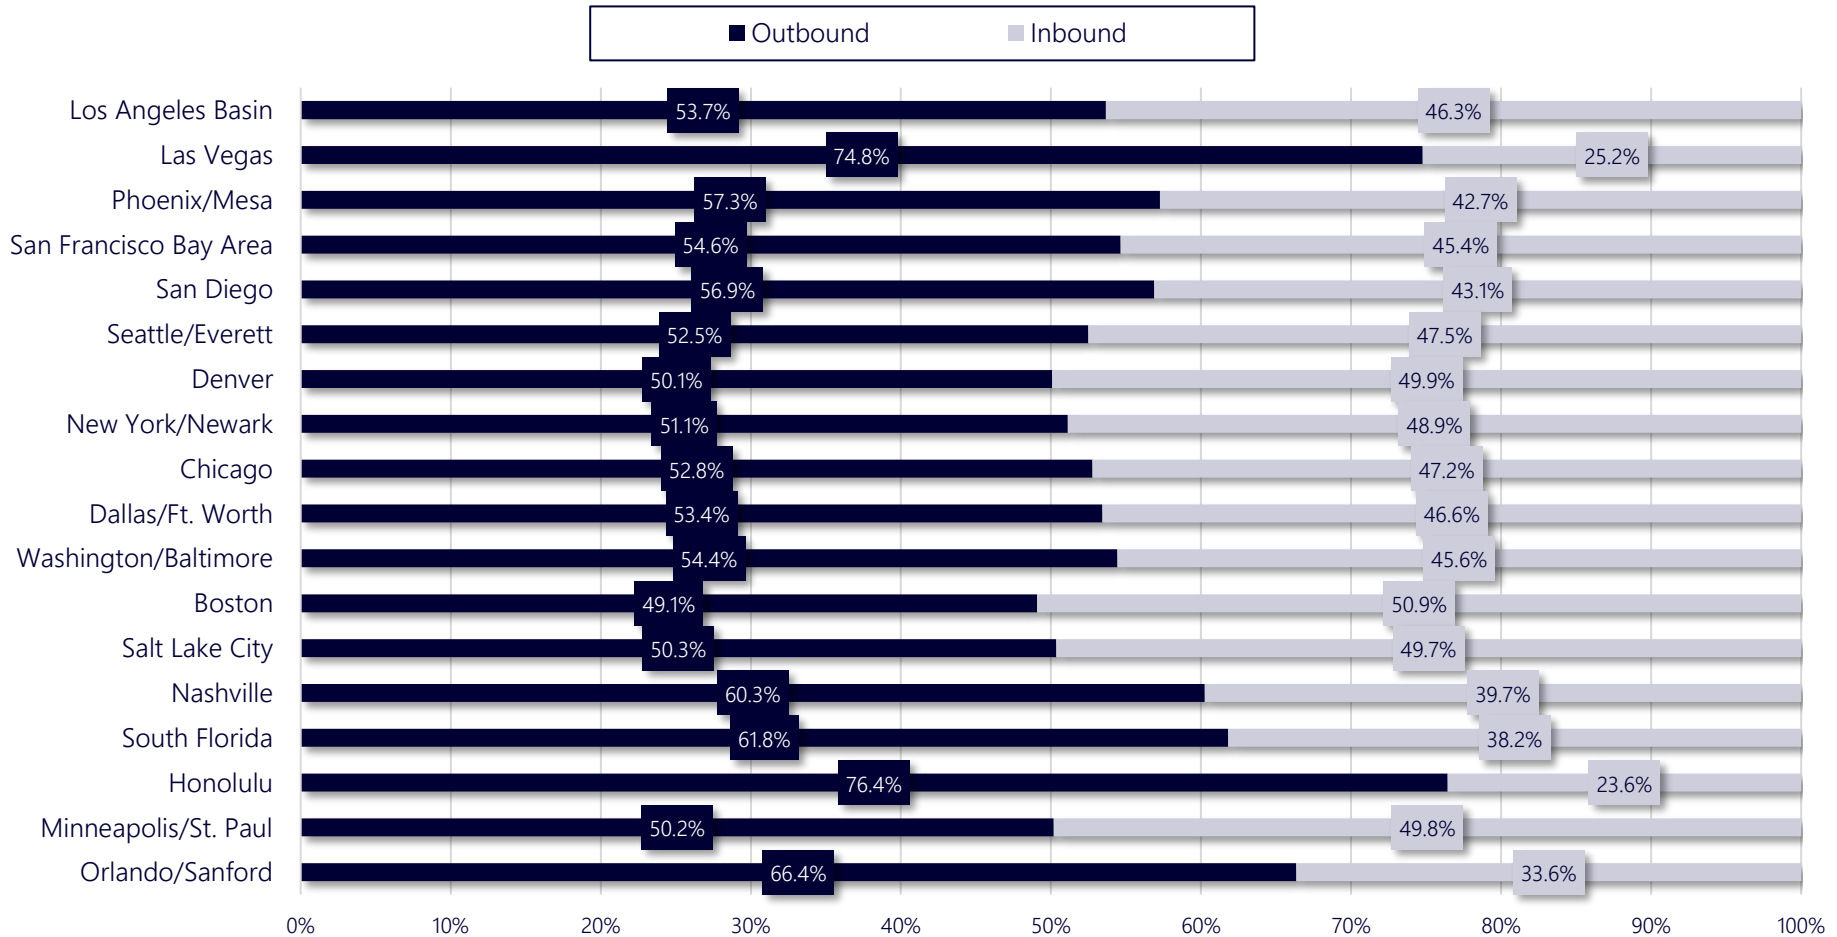 Outbound Inbound
Los Angeles Basin 53.7% 46.3%
Las Vegas 74.8% 25.2%
Phoenix/Mesa 57.3% 42.7%
San Francisco Bay Area 54.6% 45.4%
San Diego 56.9% 43.1%
Seattle/Everett 52.5% 47.5%
Denver 50.1% 49.9%
New York/Newark 51.1% 48.9%
Chicago 52.8% 47.2%
Dallas/Ft. Worth 53.4% 46.6%
Washington/Baltimore 54.4% 45.6%
Boston 49.1% 50.9%
Salt Lake City 50.3% 49.7%
Nashville 60.3% 39.7%
South Florida 61.8% 38.2%
Honolulu 76.4% 23.6%
Minneapolis/St. Paul 50.2% 49.8%
Orlando/Sanford 66.4% 33.6%
0% 10% 20% 30% 40% 50% 60% 70% 80% 90% 100%